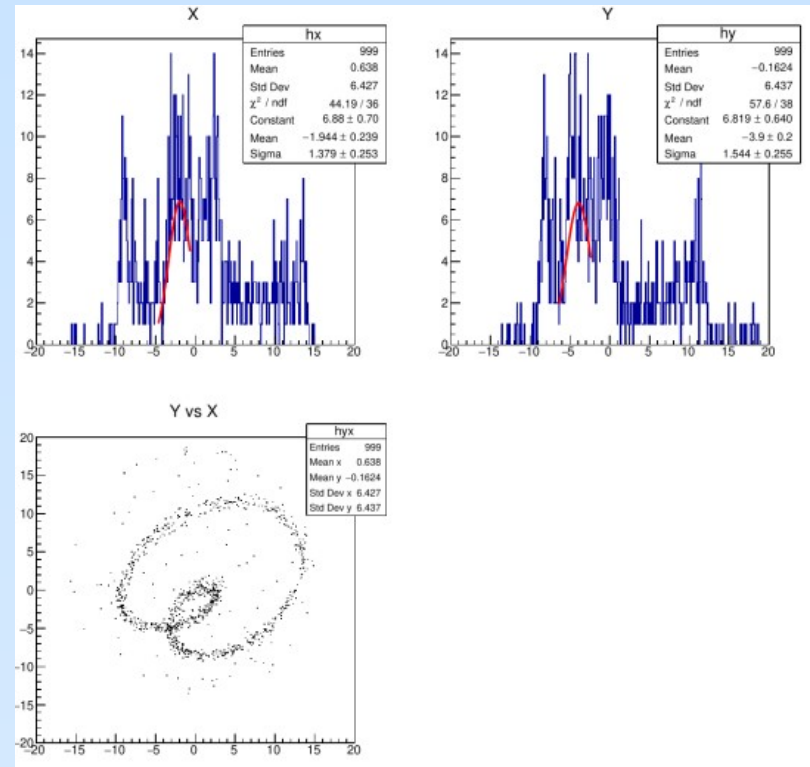 X
hx
Entries 999
Mean 0.638
Std Dev 6.427
χ² / ndf 44.19 / 36
Constant 6.88 ± 0.70
Mean −1.944 ± 0.239
Sigma 1.379 ± 0.253
14
12
10
8
6
4
2
0
−20 −15 −10 −5 0 5 10 15 20
Y
hy
Entries 999
Mean −0.1624
Std Dev 6.437
χ² / ndf 57.6 / 38
Constant 6.819 ± 0.640
Mean −3.9 ± 0.2
Sigma 1.544 ± 0.255
14
12
10
8
6
4
2
0
−20 −15 −10 −5 0 5 10 15 20
Y vs X
hyx
Entries 999
Mean x 0.638
Mean y −0.1624
Std Dev x 6.427
Std Dev y 6.437
20
15
10
5
0
−5
−10
−15
−20
−20 −15 −10 −5 0 5 10 15 20